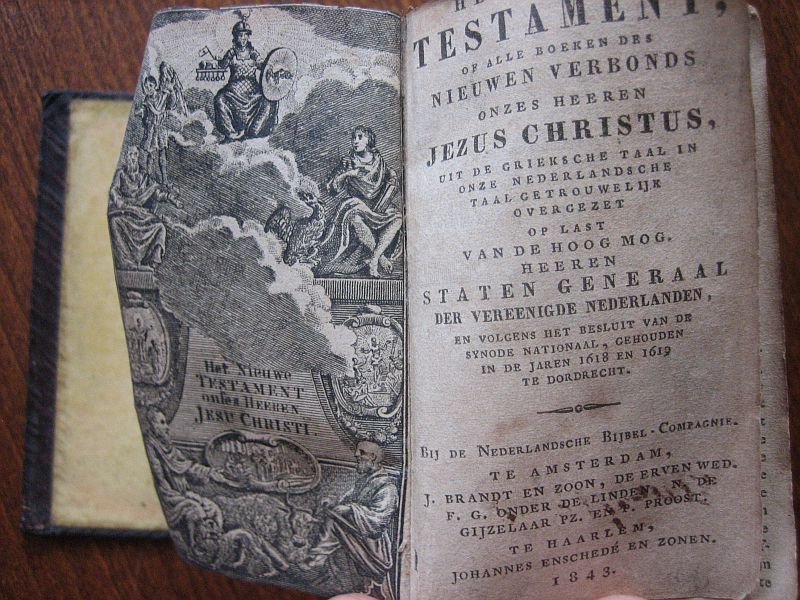 Het Nieuwe
TESTAMENT
onses HEEREN
JESU CHRISTI.
TESTAMENT,
OF ALLE BOEKEN DES
NIEUWEN VERBONDS
ONZES HEEREN
JEZUS CHRISTUS,
UIT DE GRIEKSCHE TAAL IN
ONZE NEDERLANDSCHE
TAAL GETROUWELIJK
OVERGEZET
OP LAST
VAN DE HOOG MOG.
HEEREN
STATEN GENERAAL
DER VEREENIGDE NEDERLANDEN,
EN VOLGENS HET BESLUIT VAN DE
SYNODE NATIONAAL, GEHOUDEN
IN DE JAREN 1618 EN 1619
TE DORDRECHT.
BIJ DE NEDERLANDSCHE BIJBEL-COMPAGNIE.
TE AMSTERDAM,
J. BRANDT EN ZOON, DE ERVEN WED.
F. G. ONDER DE LINDEN, N. DE
GIJZELAAR PZ. EN P. PROOST.
TE HAARLEM,
JOHANNES ENSCHEDÉ EN ZONEN.
1843.